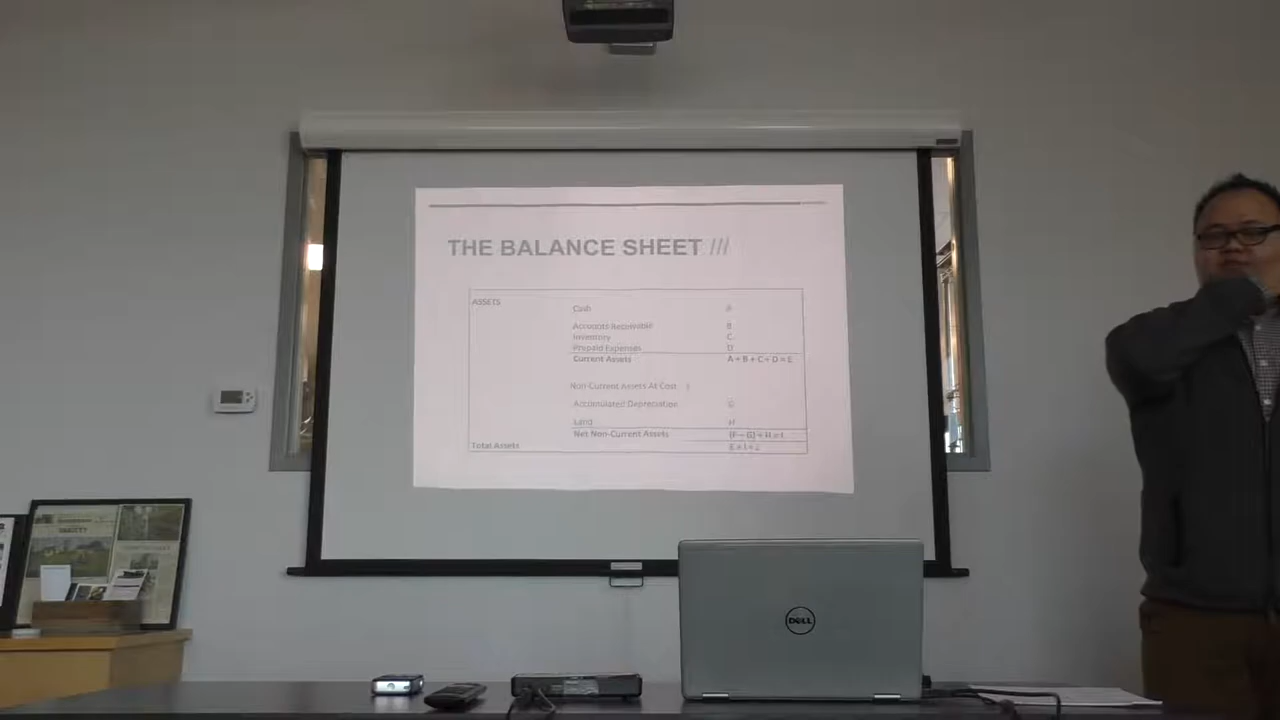 THE BALANCE SHEET ///
ASSETS
Cash A
Accounts Receivable B
Inventory C
Prepaid Expenses D
Current Assets A + B + C + D = E
Non-Current Assets At Cost
Accumulated Depreciation G
Land H
Net Non-Current Assets (F - G) + H = I
Total Assets E + I = J
DELL